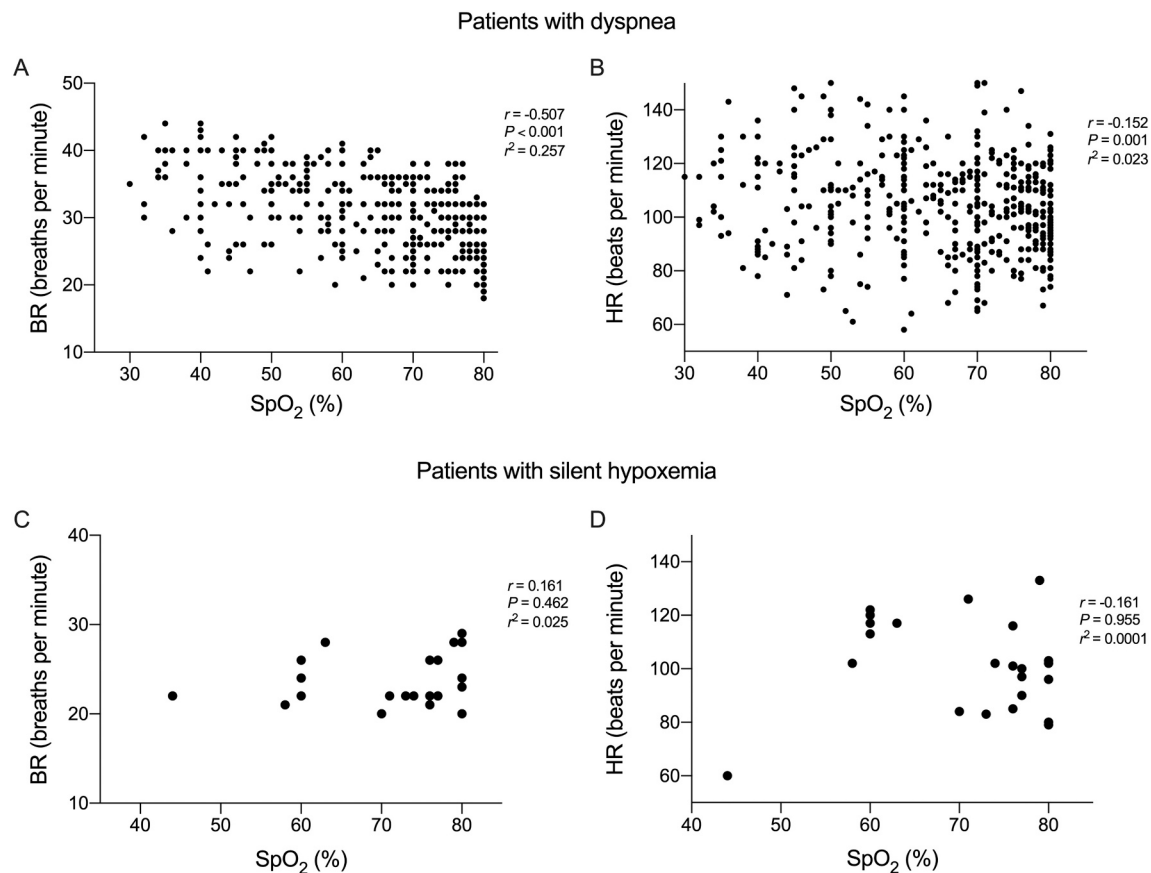 Patients with dyspnea
A
50
40
30
20
10
BR (breaths per minute)
30 40 50 60 70 80
SpO₂ (%)
r = -0.507
P < 0.001
r² = 0.257
B
140
120
100
80
60
HR (beats per minute)
30 40 50 60 70 80
SpO₂ (%)
r = -0.152
P = 0.001
r² = 0.023
Patients with silent hypoxemia
C
40
30
20
10
BR (breaths per minute)
40 50 60 70 80
SpO₂ (%)
r = 0.161
P = 0.462
r² = 0.025
D
140
120
100
80
60
HR (beats per minute)
40 50 60 70 80
SpO₂ (%)
r = -0.161
P = 0.955
r² = 0.0001